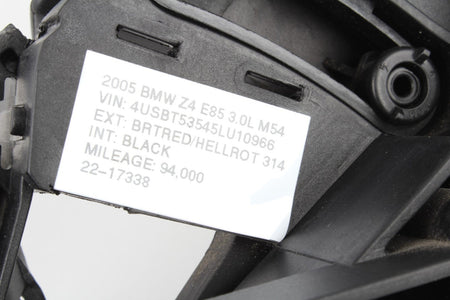 2005 BMW Z4 E85 3.0L M54
VIN: 4USBT53545LU10966
EXT: BRTRED/HELLROT 314
INT: BLACK
MILEAGE: 94,000
22-17338